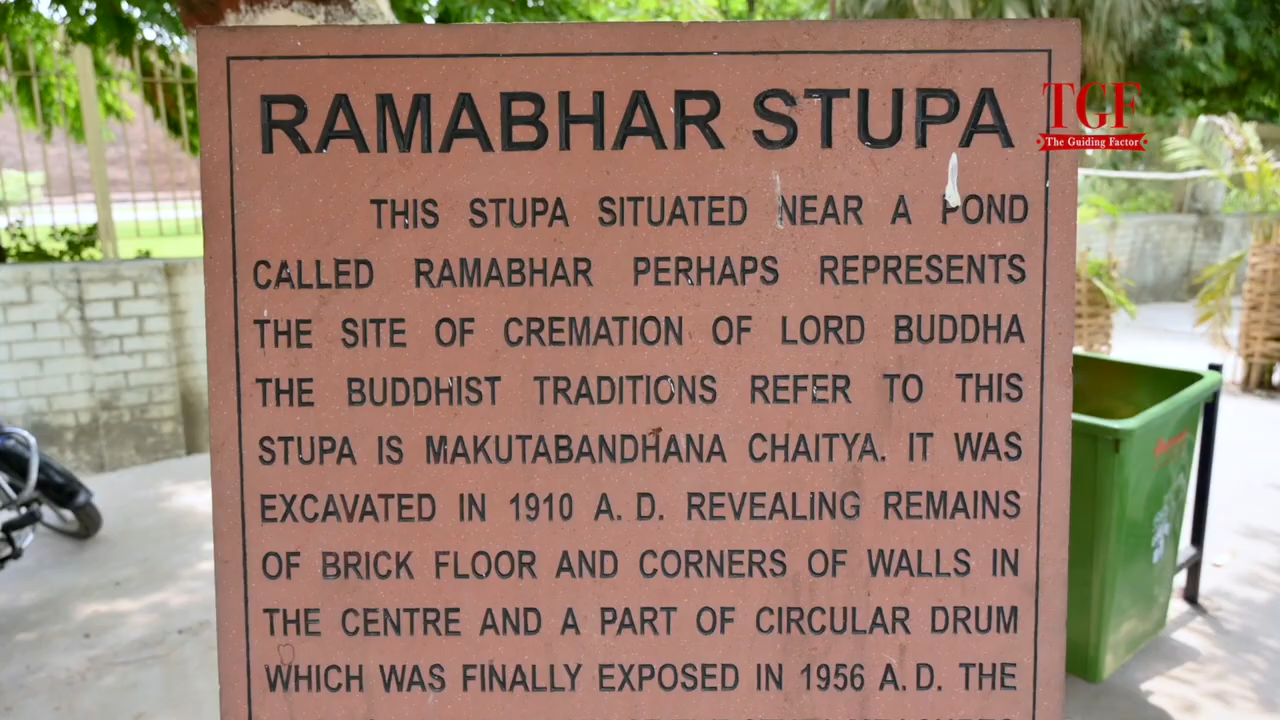 RAMABHAR STUPA
TGF
The Guiding Factor
THIS STUPA SITUATED NEAR A POND
CALLED RAMABHAR PERHAPS REPRESENTS
THE SITE OF CREMATION OF LORD BUDDHA
THE BUDDHIST TRADITIONS REFER TO THIS
STUPA IS MAKUTABANDHANA CHAITYA. IT WAS
EXCAVATED IN 1910 A. D. REVEALING REMAINS
OF BRICK FLOOR AND CORNERS OF WALLS IN
THE CENTRE AND A PART OF CIRCULAR DRUM
WHICH WAS FINALLY EXPOSED IN 1956 A. D. THE